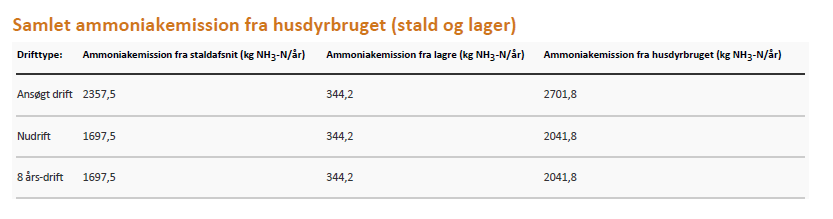 Samlet ammoniakemission fra husdyrbruget (stald og lager)
Drifttype: Ammoniakemission fra staldafsnit (kg NH3-N/år) Ammoniakemission fra lagre (kg NH3-N/år) Ammoniakemission fra husdyrbruget (kg NH3-N/år)
Ansøgt drift 2357,5 344,2 2701,8
Nudrift 1697,5 344,2 2041,8
8 års-drift 1697,5 344,2 2041,8